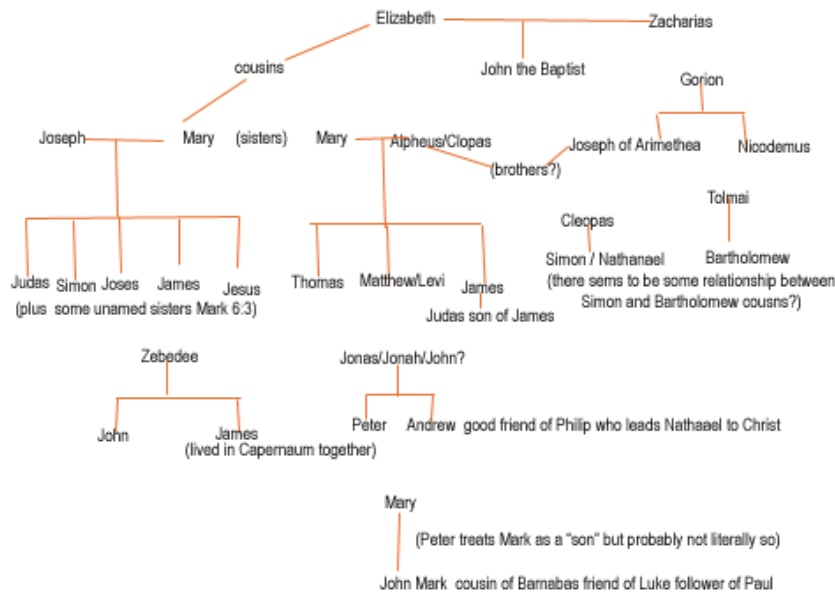 Elizabeth
Zacharias
cousins
John the Baptist
Gorion
Joseph
Mary (sisters) Mary
Alpheus/Clopas
(brothers?)
Joseph of Arimethea
Nicodemus
Cleopas
Tolmai
Simon / Nathanael
Bartholomew
(there sems to be some relationship between
Simon and Bartholomew cousns?)
Judas Simon Joses James Jesus
(plus some unamed sisters Mark 6:3)
Thomas Matthew/Levi James
Judas son of James
Zebedee
Jonas/Jonah/John?
John James
(lived in Capernaum together)
Peter Andrew good friend of Philip who leads Nathaael to Christ
Mary
(Peter treats Mark as a “son” but probably not literally so)
John Mark cousin of Barnabas friend of Luke follower of Paul